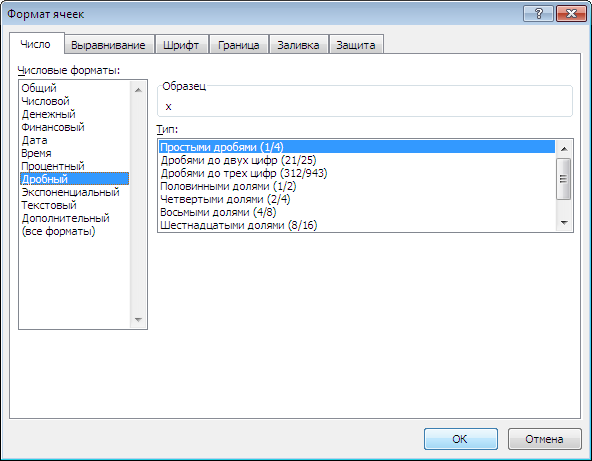 Формат ячеек
Число Выравнивание Шрифт Граница Заливка Защита
Числовые форматы:
Общий
Числовой
Денежный
Финансовый
Дата
Время
Процентный
Дробный
Экспоненциальный
Текстовый
Дополнительный
(все форматы)
Образец
x
Тип:
Простыми дробями (1/4)
Дробями до двух цифр (21/25)
Дробями до трех цифр (312/943)
Половинными долями (1/2)
Четвертыми долями (2/4)
Восьмыми долями (4/8)
Шестнадцатыми долями (8/16)
ОК Отмена